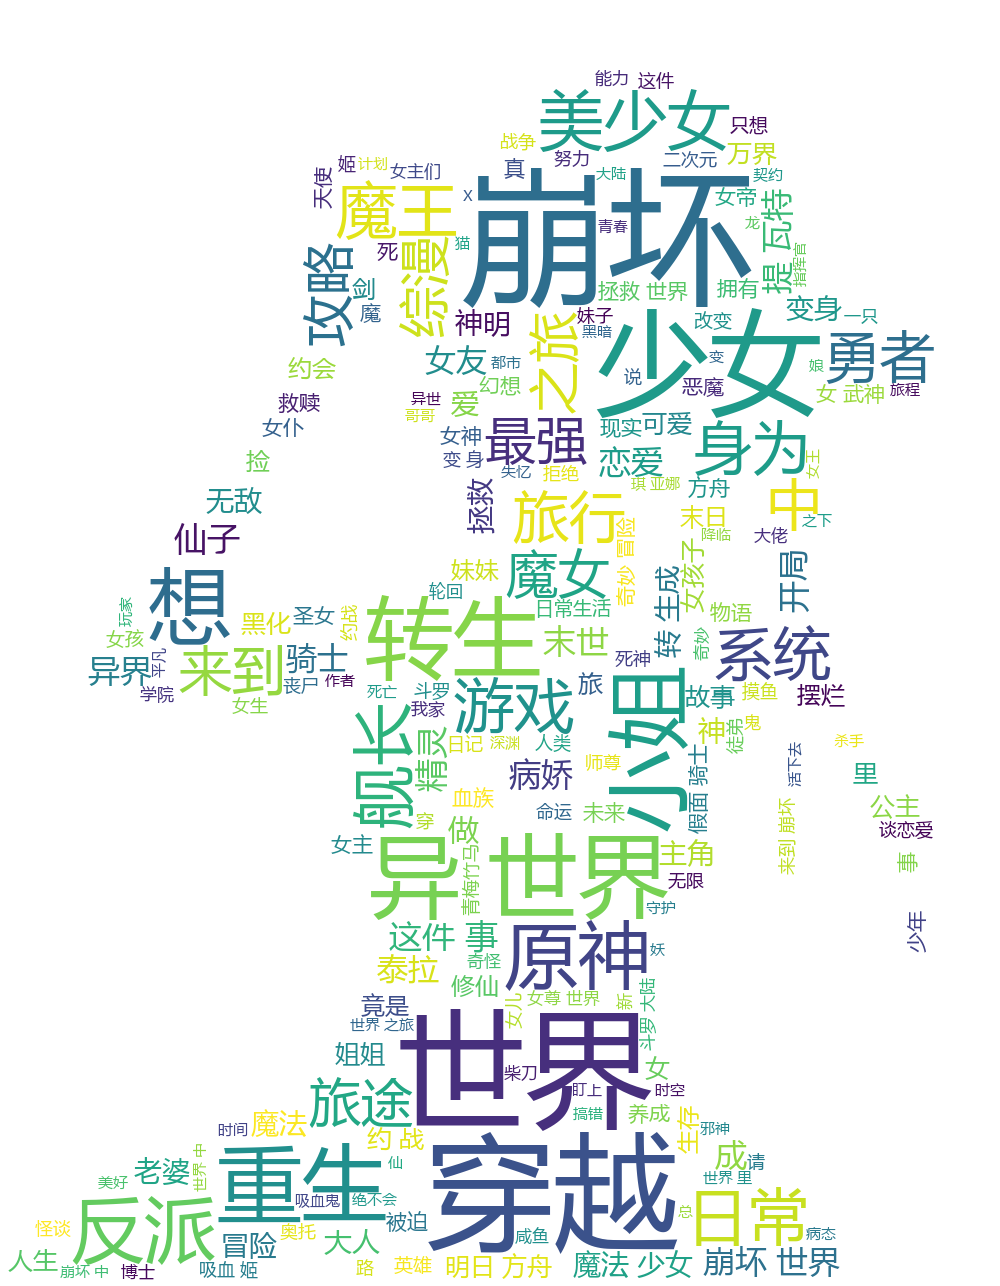 能力
这件
美少女
只想
战争
真
努力
大陆
二次元
万界
契约
姬
计划
女主们
天使
魔王
X
崩坏
青春
女帝
提 瓦特
龙
指挥官
死
猫
综漫
攻略
剑
魔
神明
拯救 世界
拥有
妹子
黑暗
改变
变身
一只
之旅
少女
变
说
恶魔
娘
勇者
女 武神
旅程
约会
女友
都市
幻想
异世
哥哥
爱
救赎
女仆
女神
变 身
最强
现实
可爱
恋爱
身为
女王
捡
失忆
拒绝
琪 亚娜
方舟
中
之下
无敌
拯救
旅行
奇妙 冒险
末日
降临
大佬
仙子
魔女
妹妹
轮回
日常生活
转 生成
女孩子
开局
物语
想
玩家
女孩
黑化
圣女
约战
转生
末世
奇妙
系统
死神
异界
平凡
学院
来到
骑士
丧尸
作者
女生
死亡
斗罗
我家
游戏
旅
小姐
故事
摸鱼
摆烂
舰长
精灵
日记
深渊
人类
神
徒弟
鬼
杀手
病娇
师尊
假面 骑士
活下去
里
血族
命运
未来
来到 崩坏
公主
谈恋爱
穿
做
女主
异 世界
青梅竹马
主角
无限
守护
事
少年
这件 事
原神
妖
泰拉
奇怪
修仙
女儿
女尊 世界
新
斗罗 大陆
竟是
世界 之旅
世界
姐姐
柴刀
女
盯上
时空
旅途
搞错
养成
生存
邪神
时间
魔法
约 战
穿越
成
请
世界 里
老婆
世界 中
重生
仙
美好
吸血鬼
绝不会
反派
怪谈
被迫
咸鱼
总
日常
病态
奥托
冒险
大人
人生
崩坏 中
博士
吸血 姬
路
英雄
明日 方舟
魔法 少女
崩坏 世界